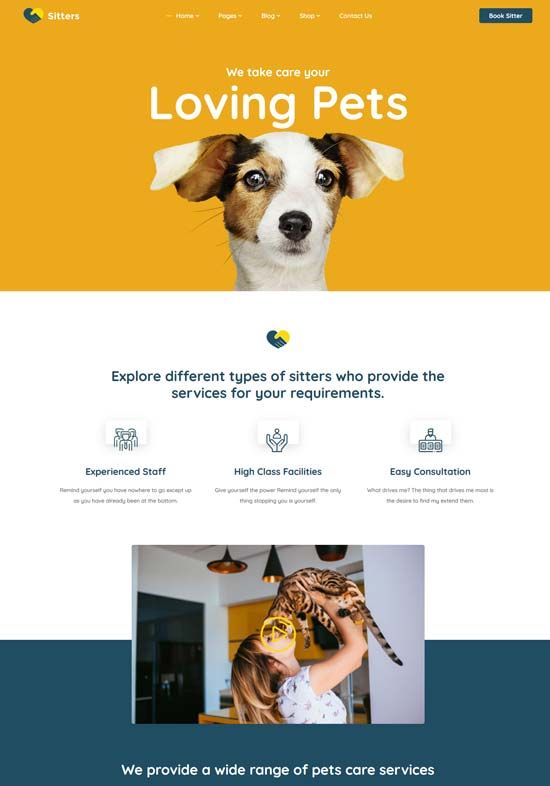 Sitters
Home
Pages
Blog
Shop
Contact Us
Book Sitter
We take care your
Loving Pets
Explore different types of sitters who provide the
services for your requirements.
Experienced Staff
High Class Facilities
Easy Consultation
Remind yourself you have nowhere to go except up
as you have already been at the bottom.
Give yourself the power Remind yourself the only
thing stopping you is yourself.
What drives me? The thing that drives me most is
the desire to find my extend them.
We provide a wide range of pets care services